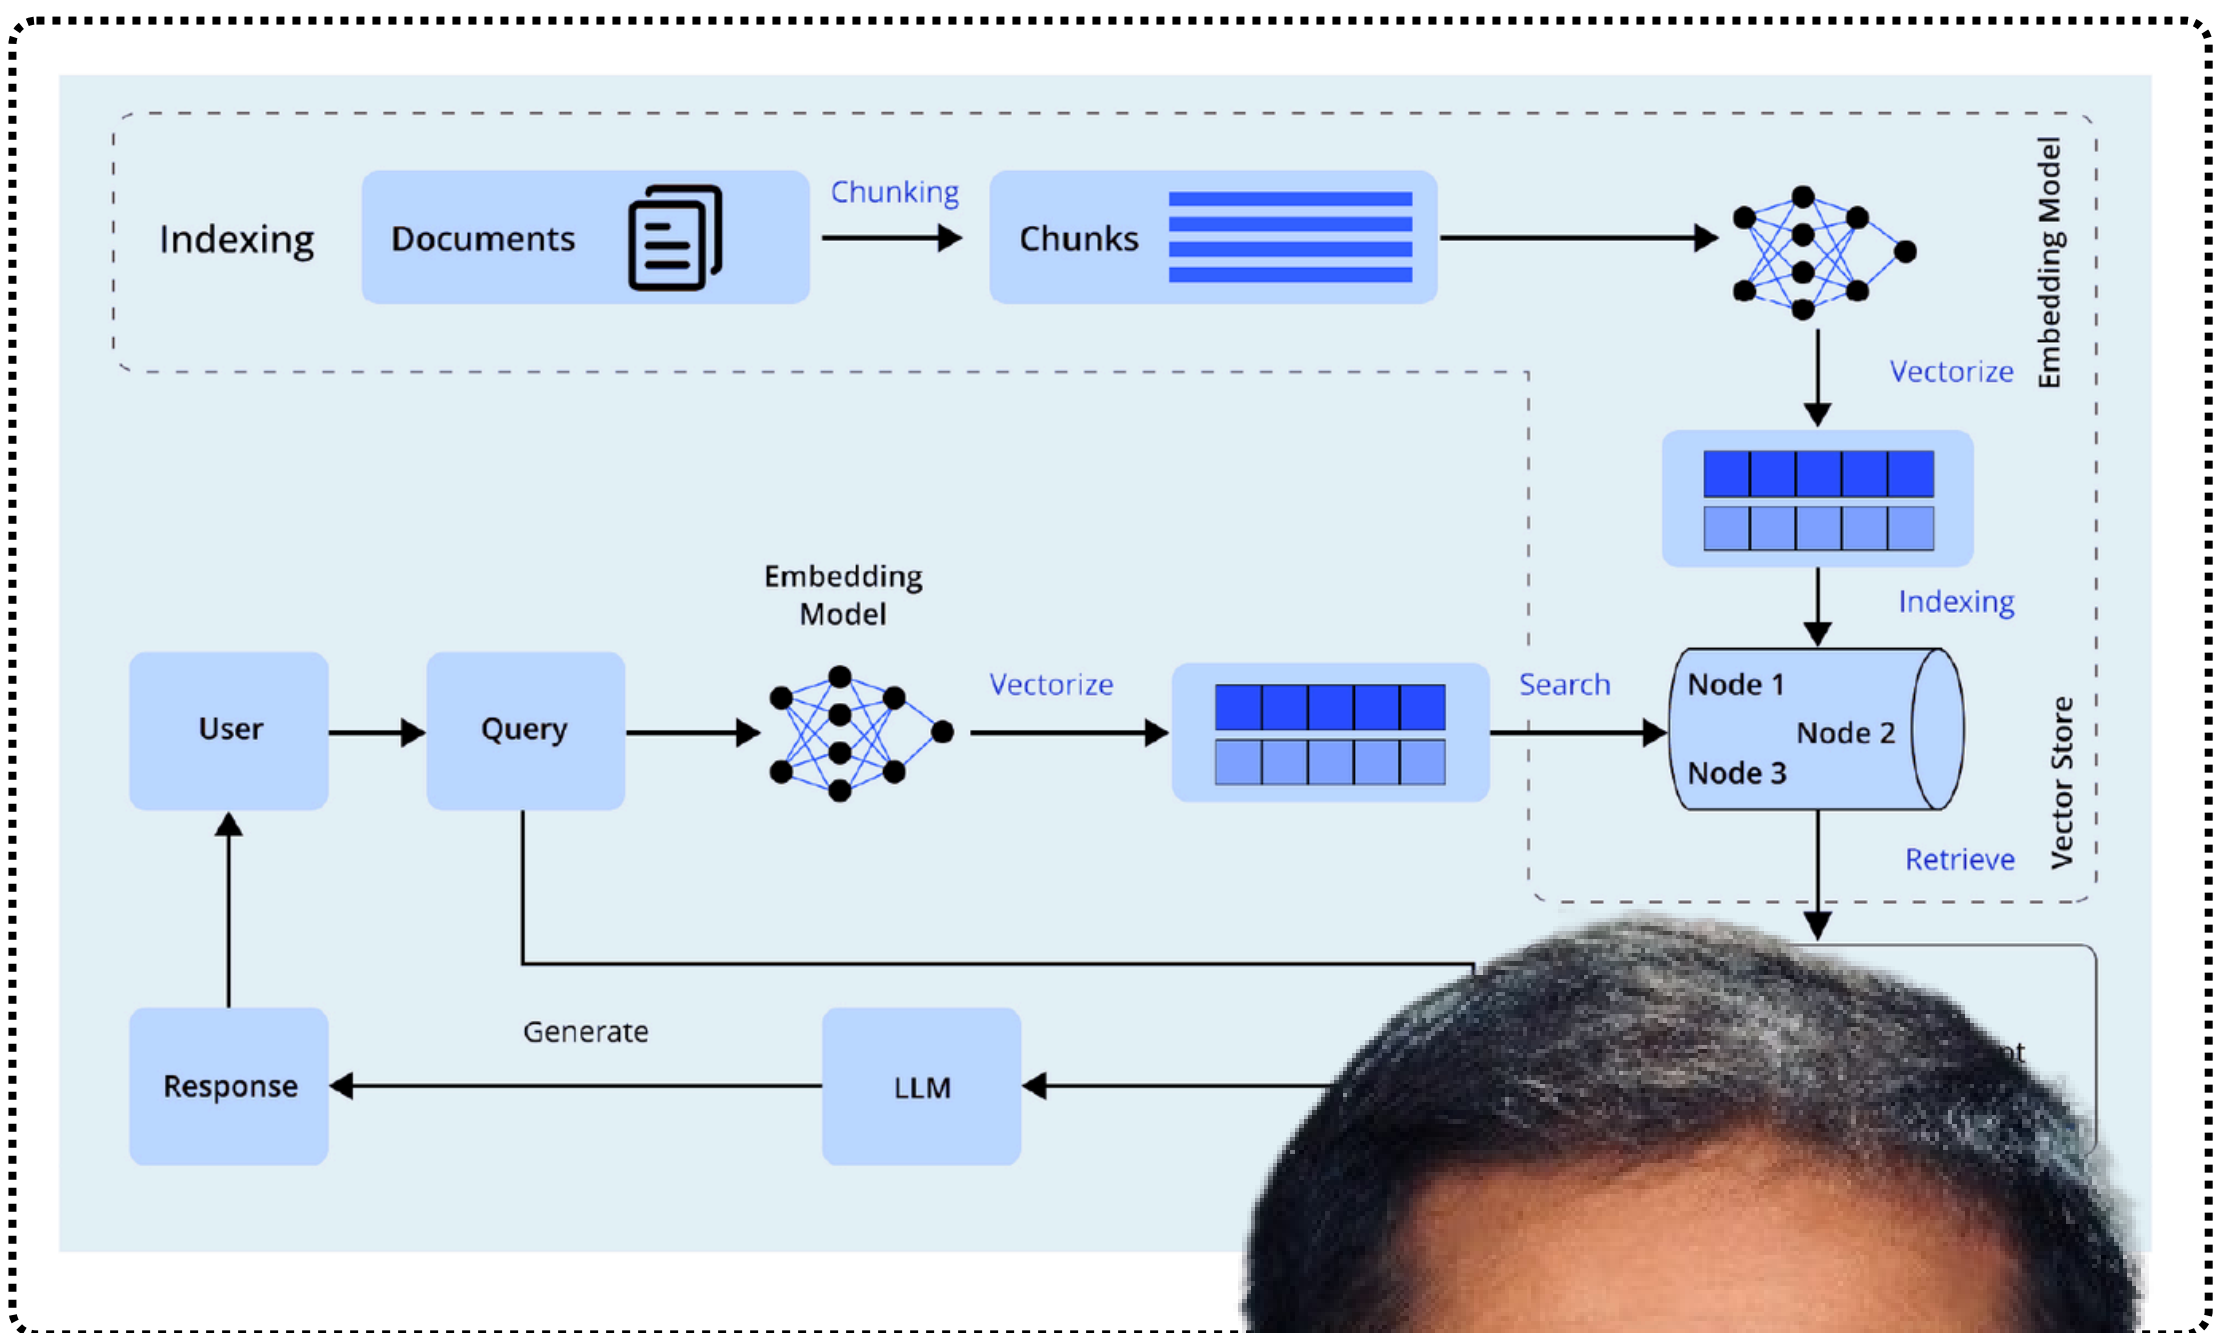 Indexing
Documents
Chunking
Chunks
Embedding Model
Vectorize
Indexing
Embedding
Model
User
Query
Vectorize
Search
Node 1
Node 2
Node 3
Vector Store
Retrieve
Response
Generate
LLM